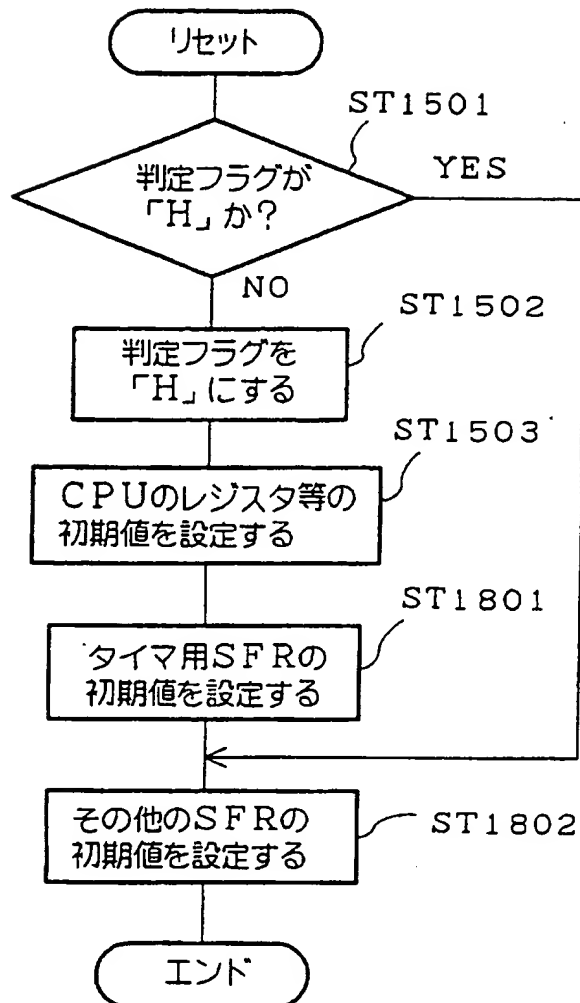 リセット
ST1501
判定フラグが
「H」か?
YES
NO
ST1502
判定フラグを
「H」にする
ST1503
CPUのレジスタ等の
初期値を設定する
ST1801
タイマ用SFRの
初期値を設定する
その他のSFRの
初期値を設定する
ST1802
エンド